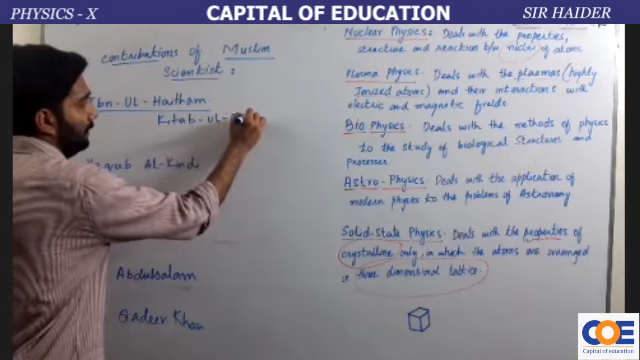 PHYSICS - X
CAPITAL OF EDUCATION
SIR HAIDER
contributions of Muslim
Scientist :
Ibn - Ul - Haitham
Kitab - Ul -
Yaqub Al - Kind
Abdulsalam
Qadeer Khan
Nuclear Physics : Deals with the properties,
structure and reaction b/w nuclei of atoms
Plasma Physics : Deals with the plasmas (highly
Ionized atoms) and their interactions with
electric and magnetic fields
Bio Physics : Deals with the methods of physics
to the study of biological Structures and
Processes
Astro - Physics : Deals with the application of
modern physics to the problems of Astronomy
Solid - state Physics : Deals with the properties of
crystalline only, in which the atoms are arranged
in three dimensional lattice.
COE
Capital of education